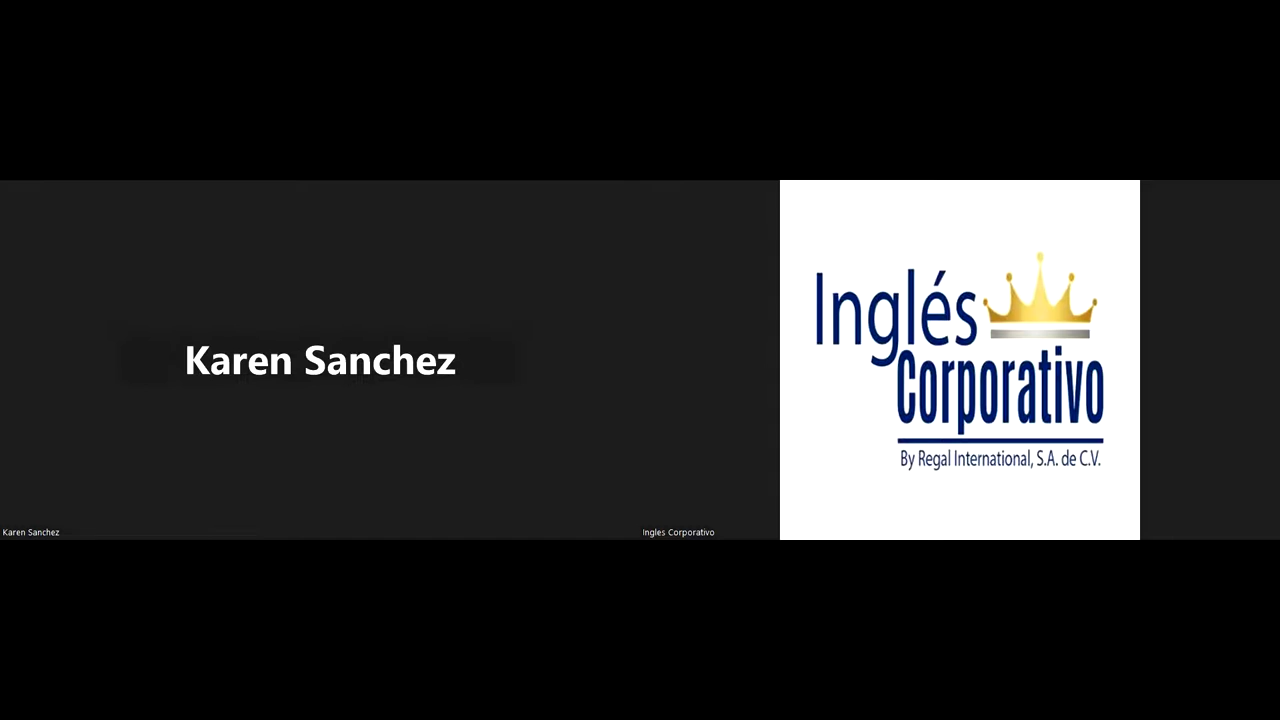 Karen Sanchez
Inglés
Corporativo
By Regal International, S.A. de C.V.
Karen Sanchez
Ingles Corporativo